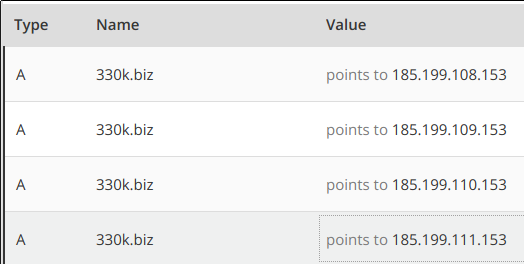 Type Name Value
A 330k.biz points to 185.199.108.153
A 330k.biz points to 185.199.109.153
A 330k.biz points to 185.199.110.153
A 330k.biz points to 185.199.111.153